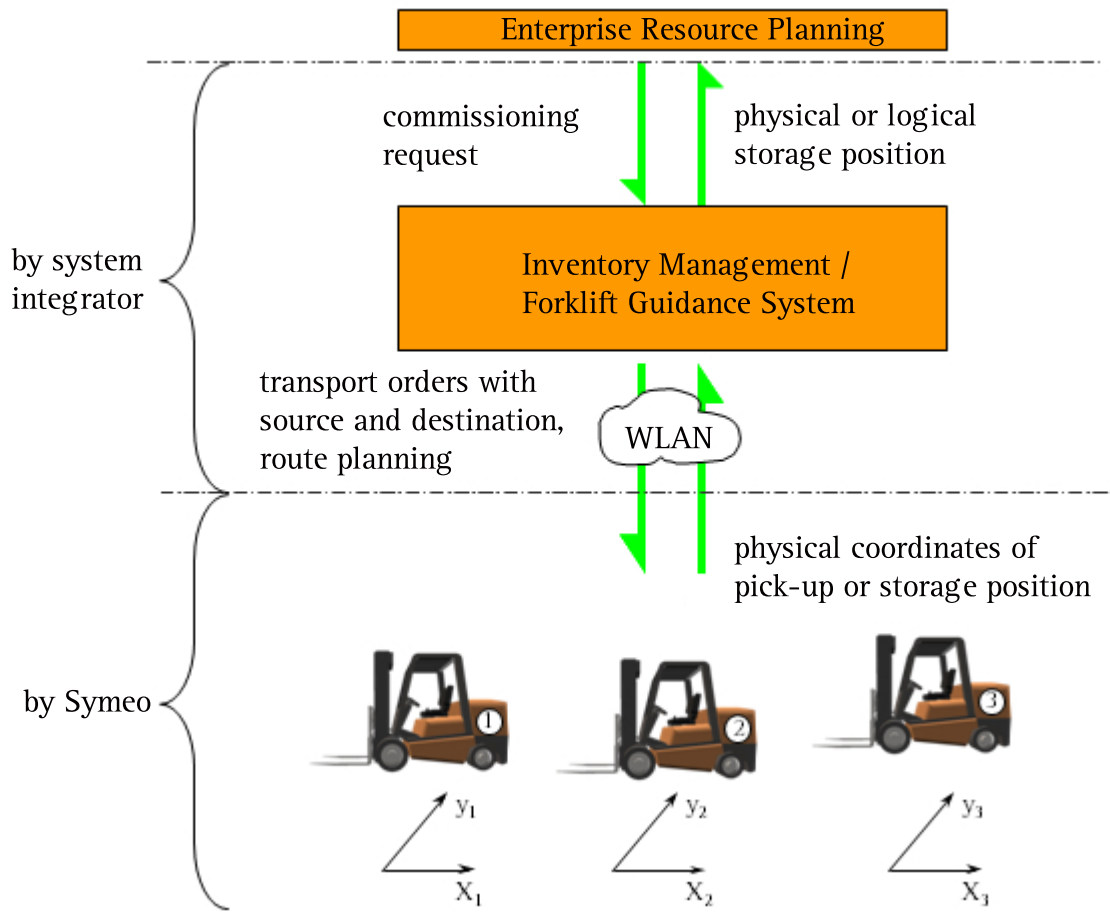 Enterprise Resource Planning
commissioning
request
physical or logical
storage position
by system
integrator
Inventory Management /
Forklift Guidance System
transport orders with
source and destination,
route planning
WLAN
physical coordinates of
pick-up or storage position
by Symeo
1
2
3
y₁
y₂
y₃
X₁
X₂
X₃